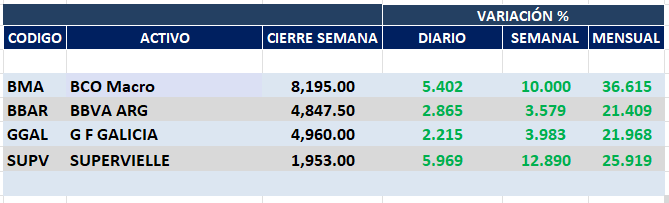 VARIACIÓN %
CODIGO ACTIVO CIERRE SEMANA DIARIO SEMANAL MENSUAL
BMA BCO Macro 8,195.00 5.402 10.000 36.615
BBAR BBVA ARG 4,847.50 2.865 3.579 21.409
GGAL G F GALICIA 4,960.00 2.215 3.983 21.968
SUPV SUPERVIELLE 1,953.00 5.969 12.890 25.919